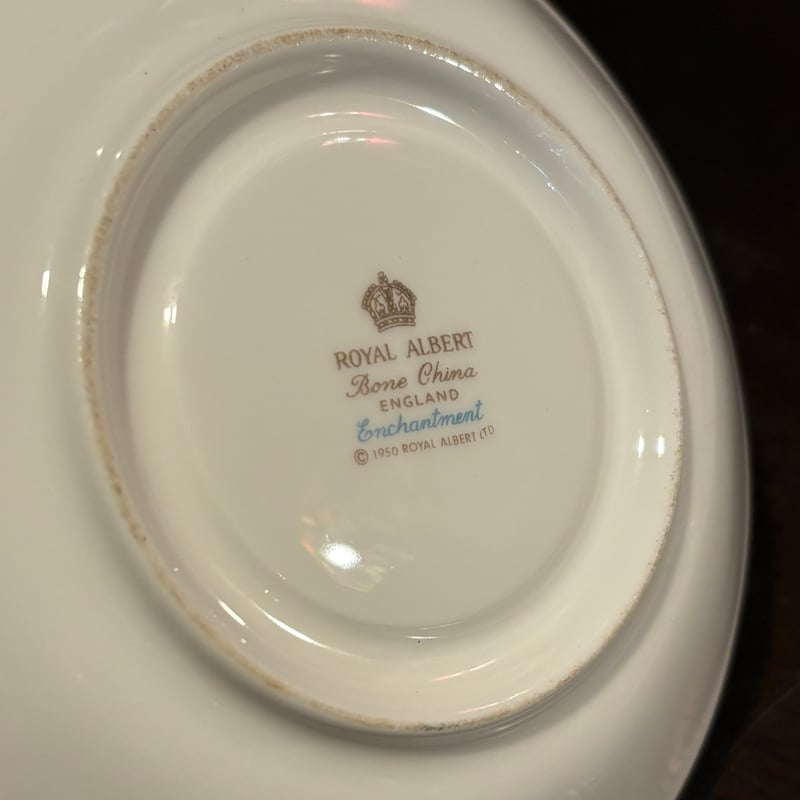 ROYAL ALBERT
Bone China
ENGLAND
Enchantment
© 1950 ROYAL ALBERT LTD